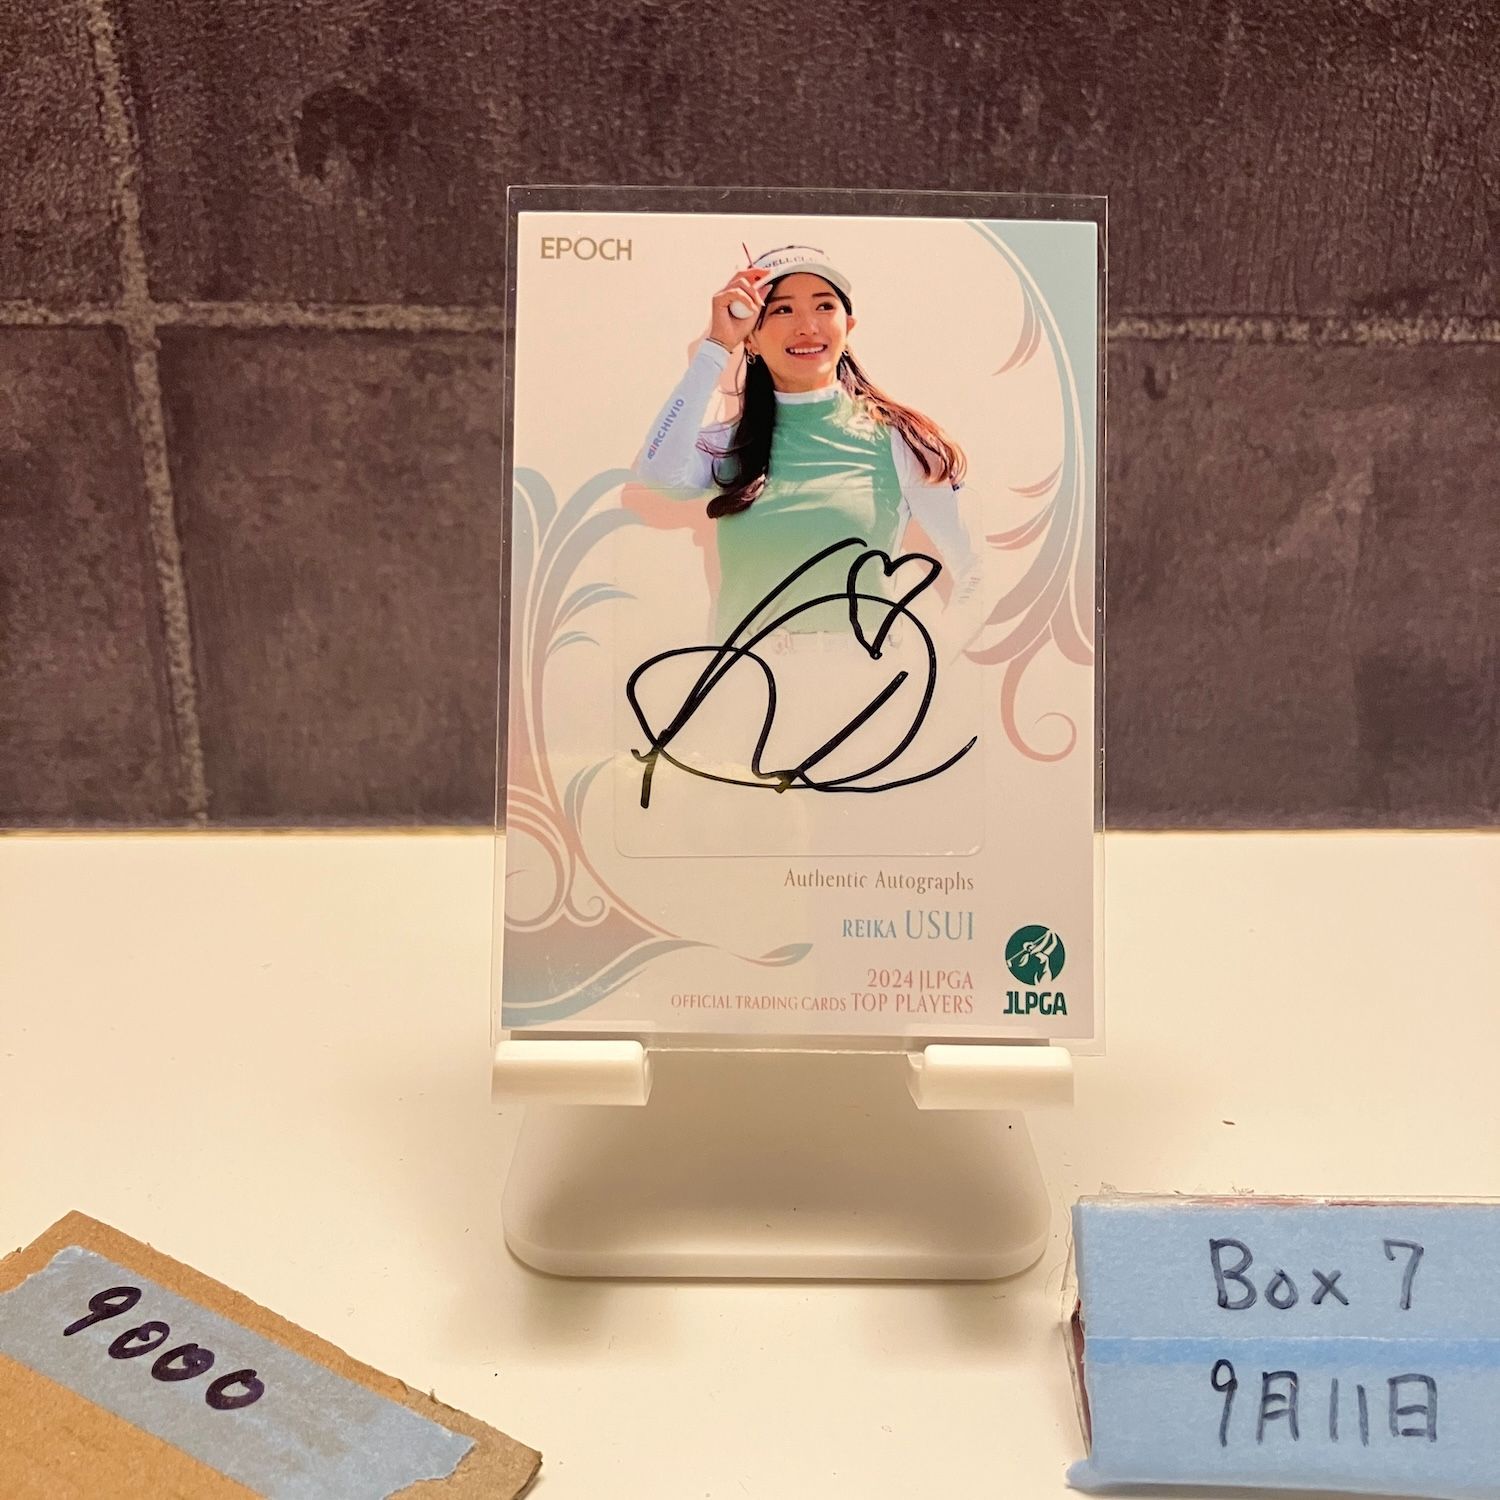 EPOCH
ARCHIVIO
Authentic Autographs
REIKA USUI
2024 JLPGA
OFFICIAL TRADING CARDS TOP PLAYERS
JLPGA
9000
Box 7
9月11日